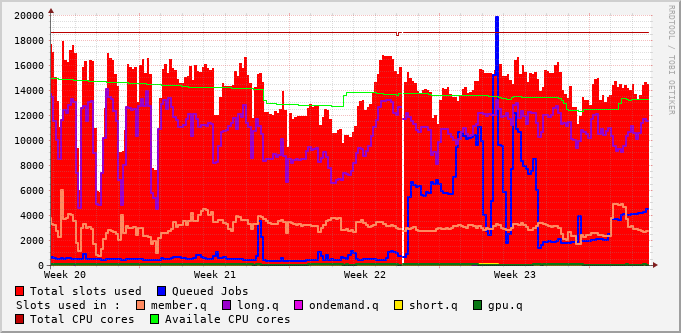 20000
18000
16000
14000
12000
10000
8000
6000
4000
2000
0
Week 20 Week 21 Week 22 Week 23
Total slots used Queued Jobs
Slots used in : member.q long.q ondemand.q short.q gpu.q
Total CPU cores Availale CPU cores
RRDTOOL / TOBI OETIKER